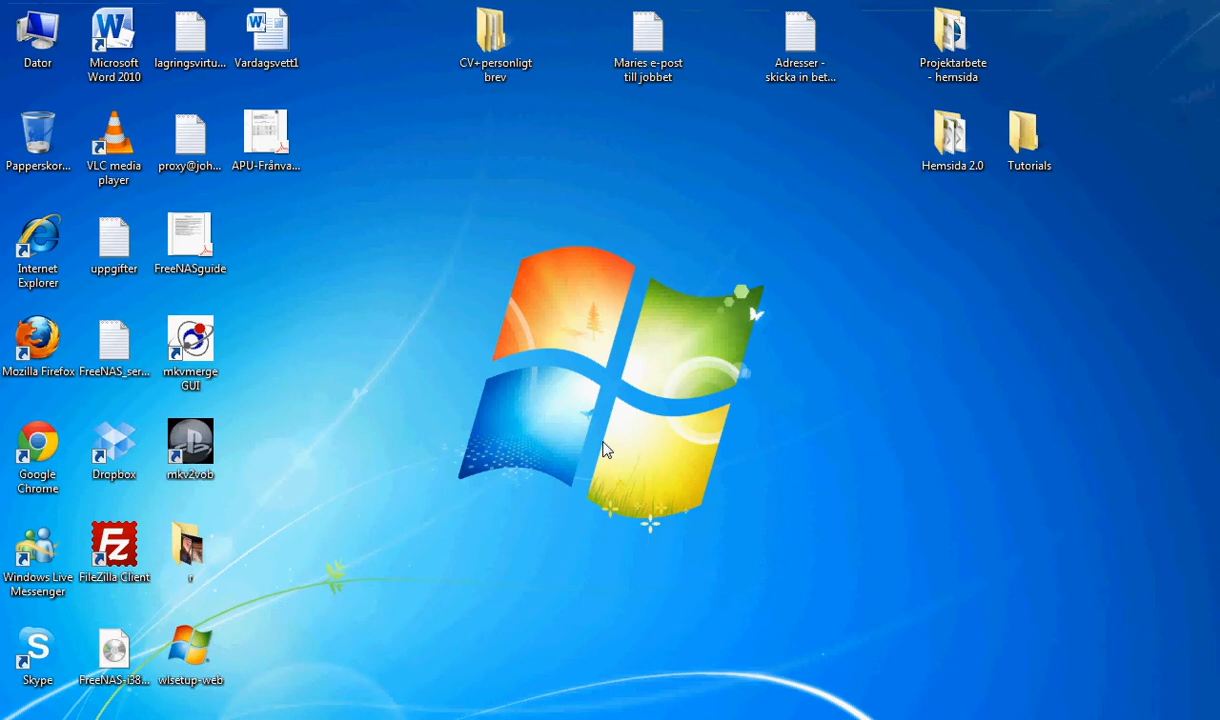 Dator
Microsoft
Word 2010
lagringsvirtu...
Vardagsvett1
CV+personligt
brev
Maries e-post
till jobbet
Adresser -
skicka in bet...
Projektarbete
- hemsida
Papperskor...
VLC media
player
proxy@joh...
APU-Frånva...
Hemsida 2.0
Tutorials
Internet
Explorer
uppgifter
FreeNASguide
Mozilla Firefox
FreeNAS_ser...
mkvmerge
GUI
Google
Chrome
Dropbox
mkv2vob
Windows Live
Messenger
FileZilla Client
r
Skype
FreeNAS-i38...
wlsetup-web